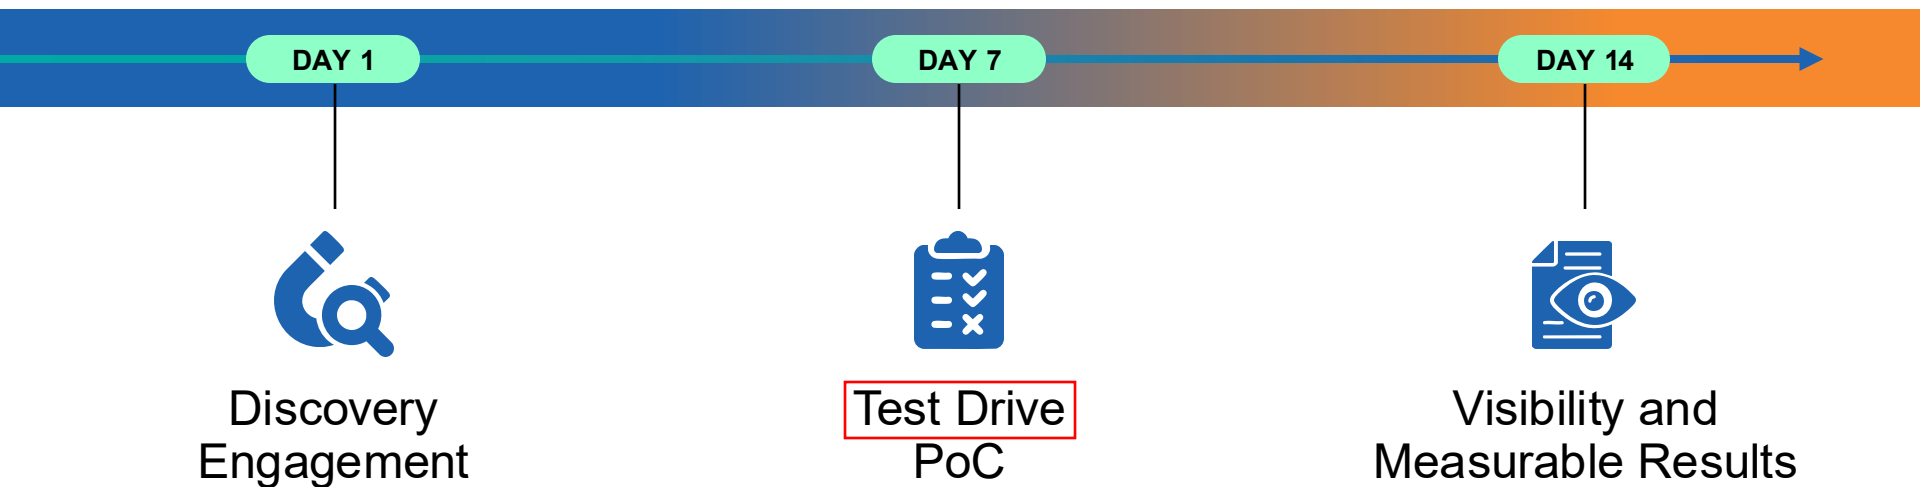 DAY 1
DAY 7
DAY 14
Discovery
Engagement
Test Drive
PoC
Visibility and
Measurable Results